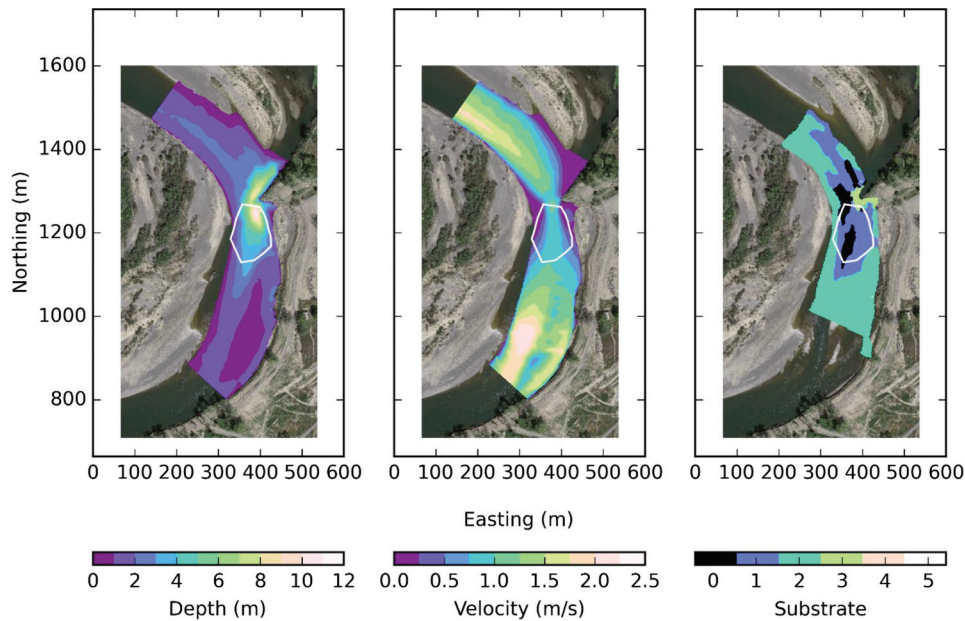 1600
1400
1200
1000
800
Northing (m)
0 100 200 300 400 500 600
0 100 200 300 400 500 600
0 100 200 300 400 500 600
Easting (m)
0 2 4 6 8 10 12
Depth (m)
0.0 0.5 1.0 1.5 2.0 2.5
Velocity (m/s)
0 1 2 3 4 5
Substrate